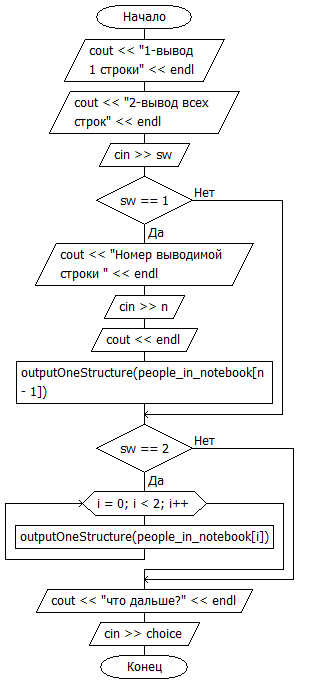 Начало
cout << "1-вывод
1 строки" << endl
cout << "2-вывод всех
строк" << endl
cin >> sw
sw == 1
Нет
Да
cout << "Номер выводимой
строки " << endl
cin >> n
cout << endl
outputOneStructure(people_in_notebook[n
- 1])
sw == 2
Нет
Да
i = 0; i < 2; i++
outputOneStructure(people_in_notebook[i])
cout << "что дальше?" << endl
cin >> choice
Конец